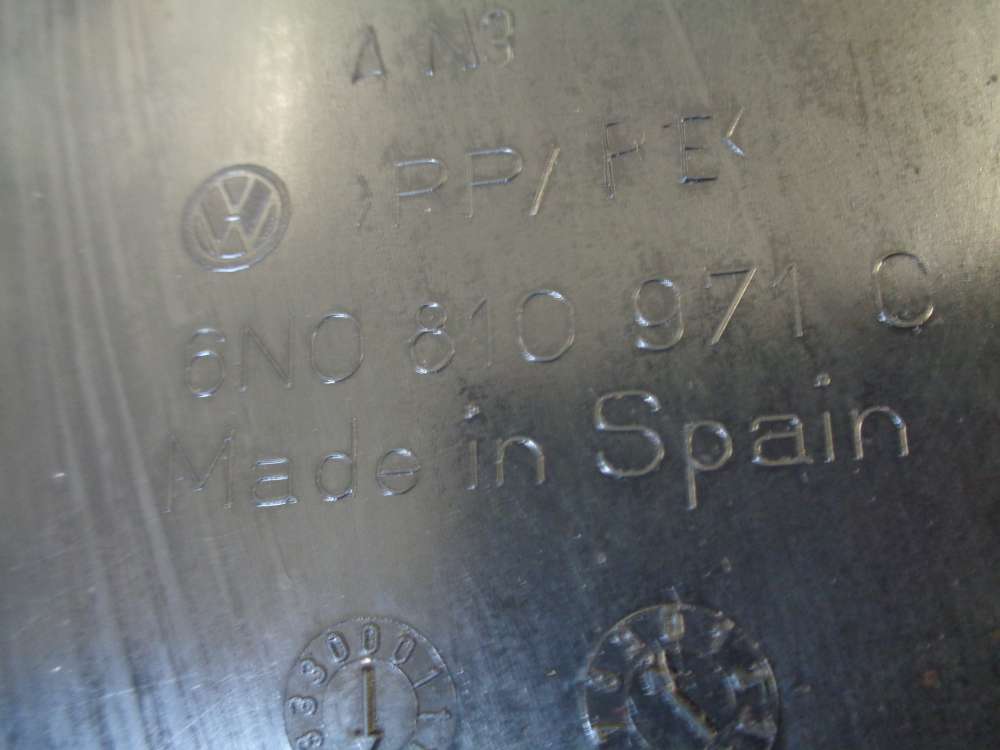 A N3
>PP/PE<
6N0 810 971 C
Made in Spain